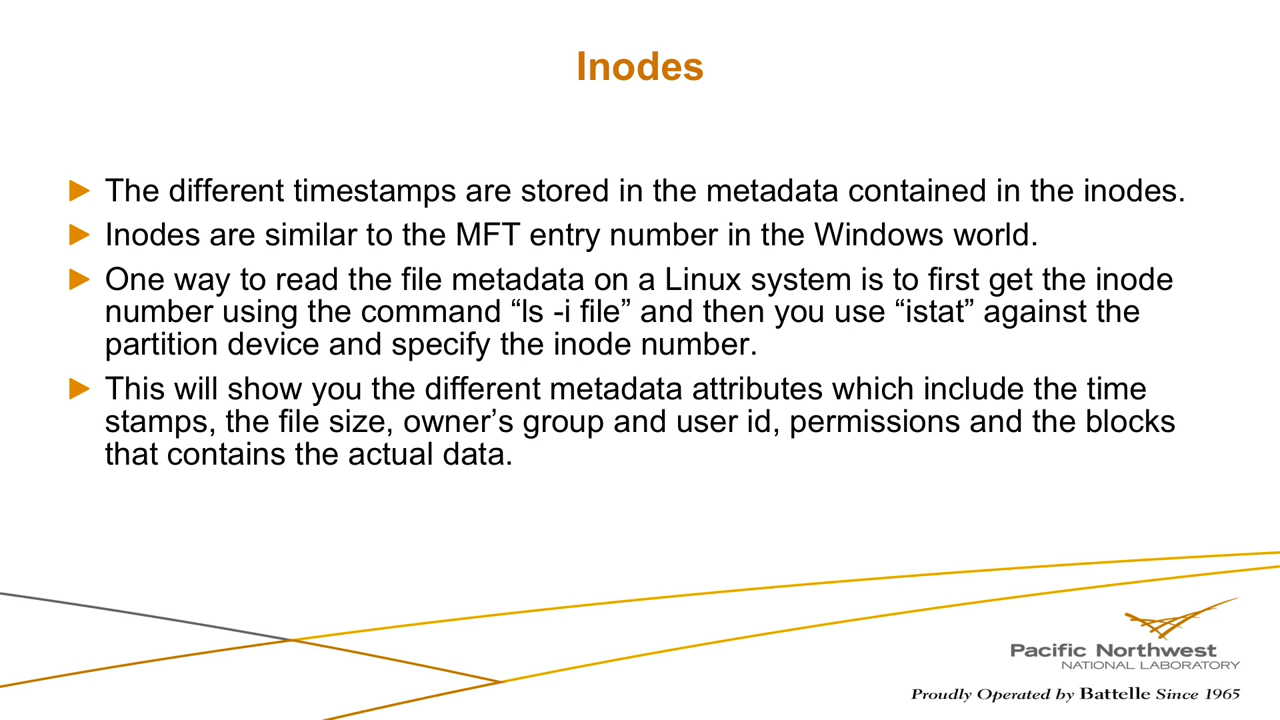 Inodes
The different timestamps are stored in the metadata contained in the inodes.
Inodes are similar to the MFT entry number in the Windows world.
One way to read the file metadata on a Linux system is to first get the inode
number using the command “ls -i file” and then you use “istat” against the
partition device and specify the inode number.
This will show you the different metadata attributes which include the time
stamps, the file size, owner’s group and user id, permissions and the blocks
that contains the actual data.
Pacific Northwest
NATIONAL LABORATORY
Proudly Operated by Battelle Since 1965